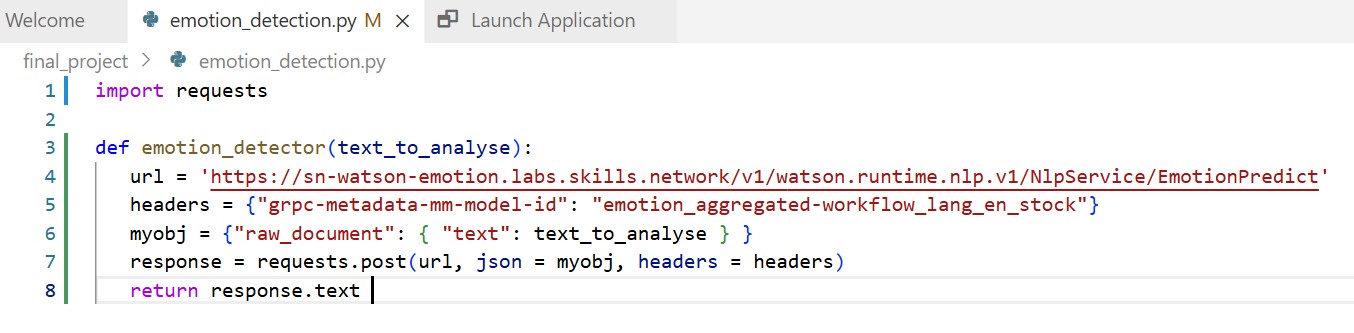 Welcome emotion_detection.py M × Launch Application
final_project > emotion_detection.py
1 import requests
2
3 def emotion_detector(text_to_analyse):
4 url = 'https://sn-watson-emotion.labs.skills.network/v1/watson.runtime.nlp.v1/NlpService/EmotionPredict'
5 headers = {"grpc-metadata-mm-model-id": "emotion_aggregated-workflow_lang_en_stock"}
6 myobj = {"raw_document": { "text": text_to_analyse } }
7 response = requests.post(url, json = myobj, headers = headers)
8 return response.text